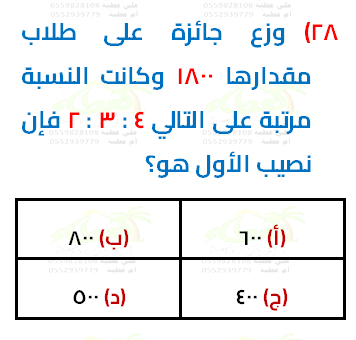 ٢٨) وزع جائزة على طلاب
مقدارها ١٨٠٠ وكانت النسبة
مرتبة على التالي ٤ : ٣ : ٢ فإن
نصيب الأول هو؟
(أ) ٦٠٠
(ب) ٨٠٠
(ج) ٤٠٠
(د) ٥٠٠